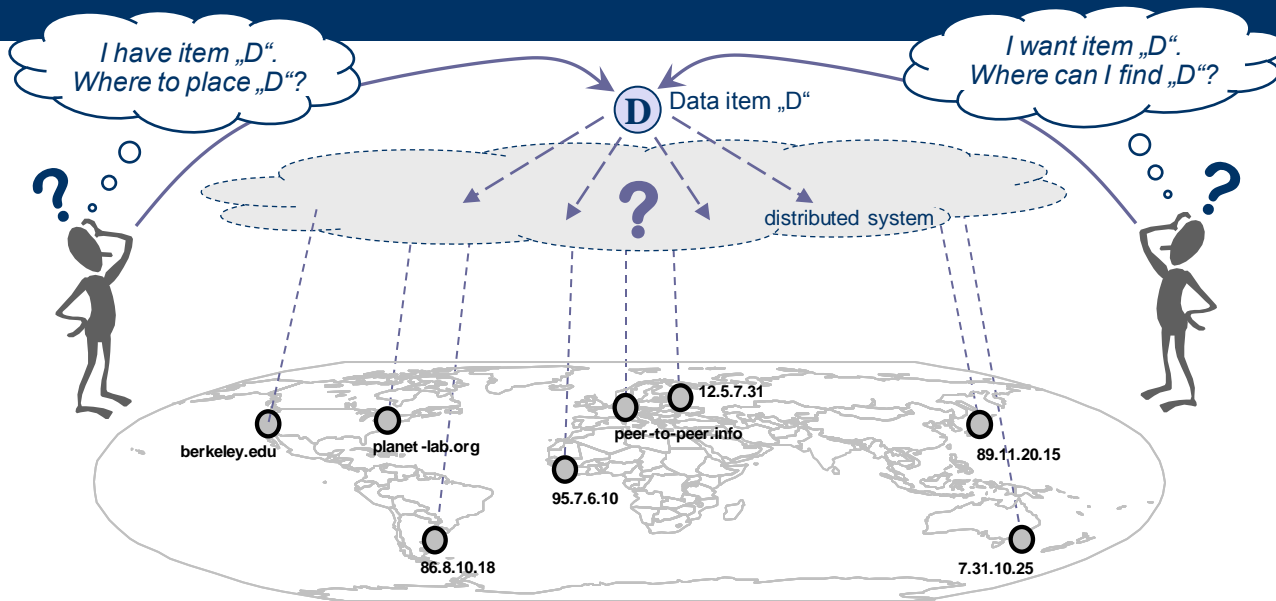 I have item „D“.
Where to place „D“?
I want item „D“.
Where can I find „D“?
D
Data item „D“
?
?
?
distributed system
12.5.7.31
berkeley.edu
planet-lab.org
peer-to-peer.info
89.11.20.15
95.7.6.10
86.8.10.18
7.31.10.25